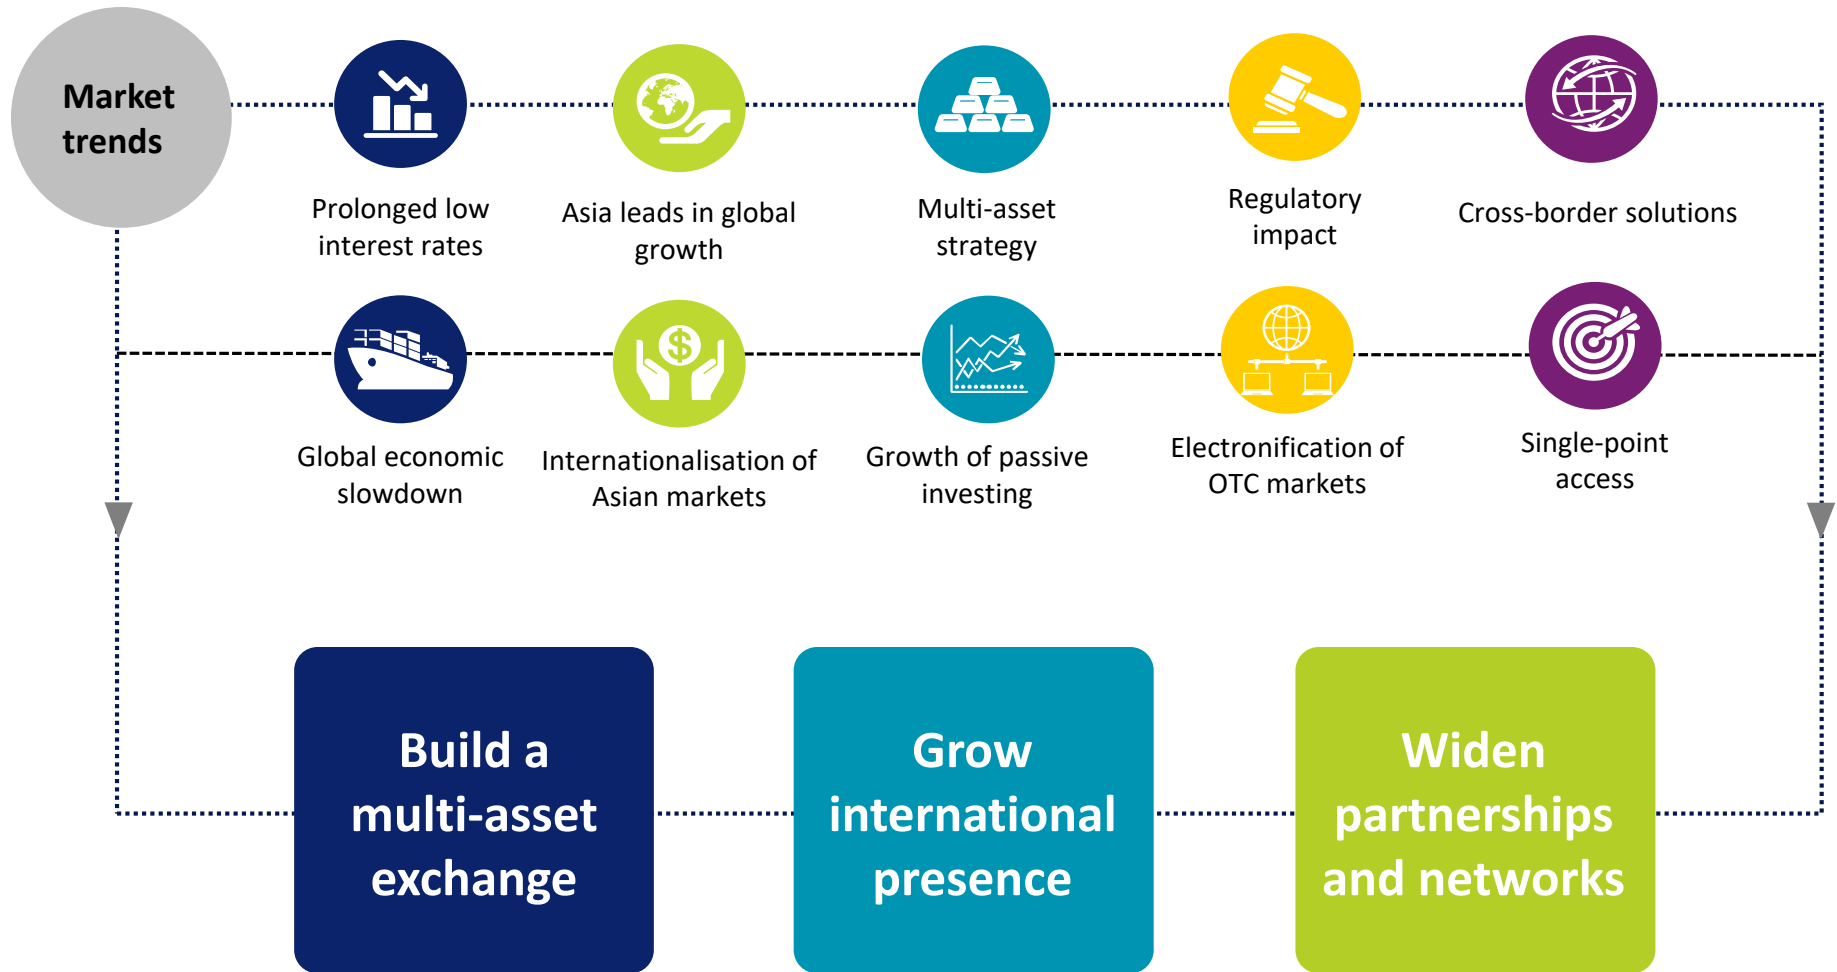 Market
trends
Prolonged low
interest rates
Asia leads in global
growth
Multi-asset
strategy
Regulatory
impact
Cross-border solutions
$
Global economic
slowdown
Internationalisation of
Asian markets
Growth of passive
investing
Electronification of
OTC markets
Single-point
access
Build a
multi-asset
exchange
Grow
international
presence
Widen
partnerships
and networks